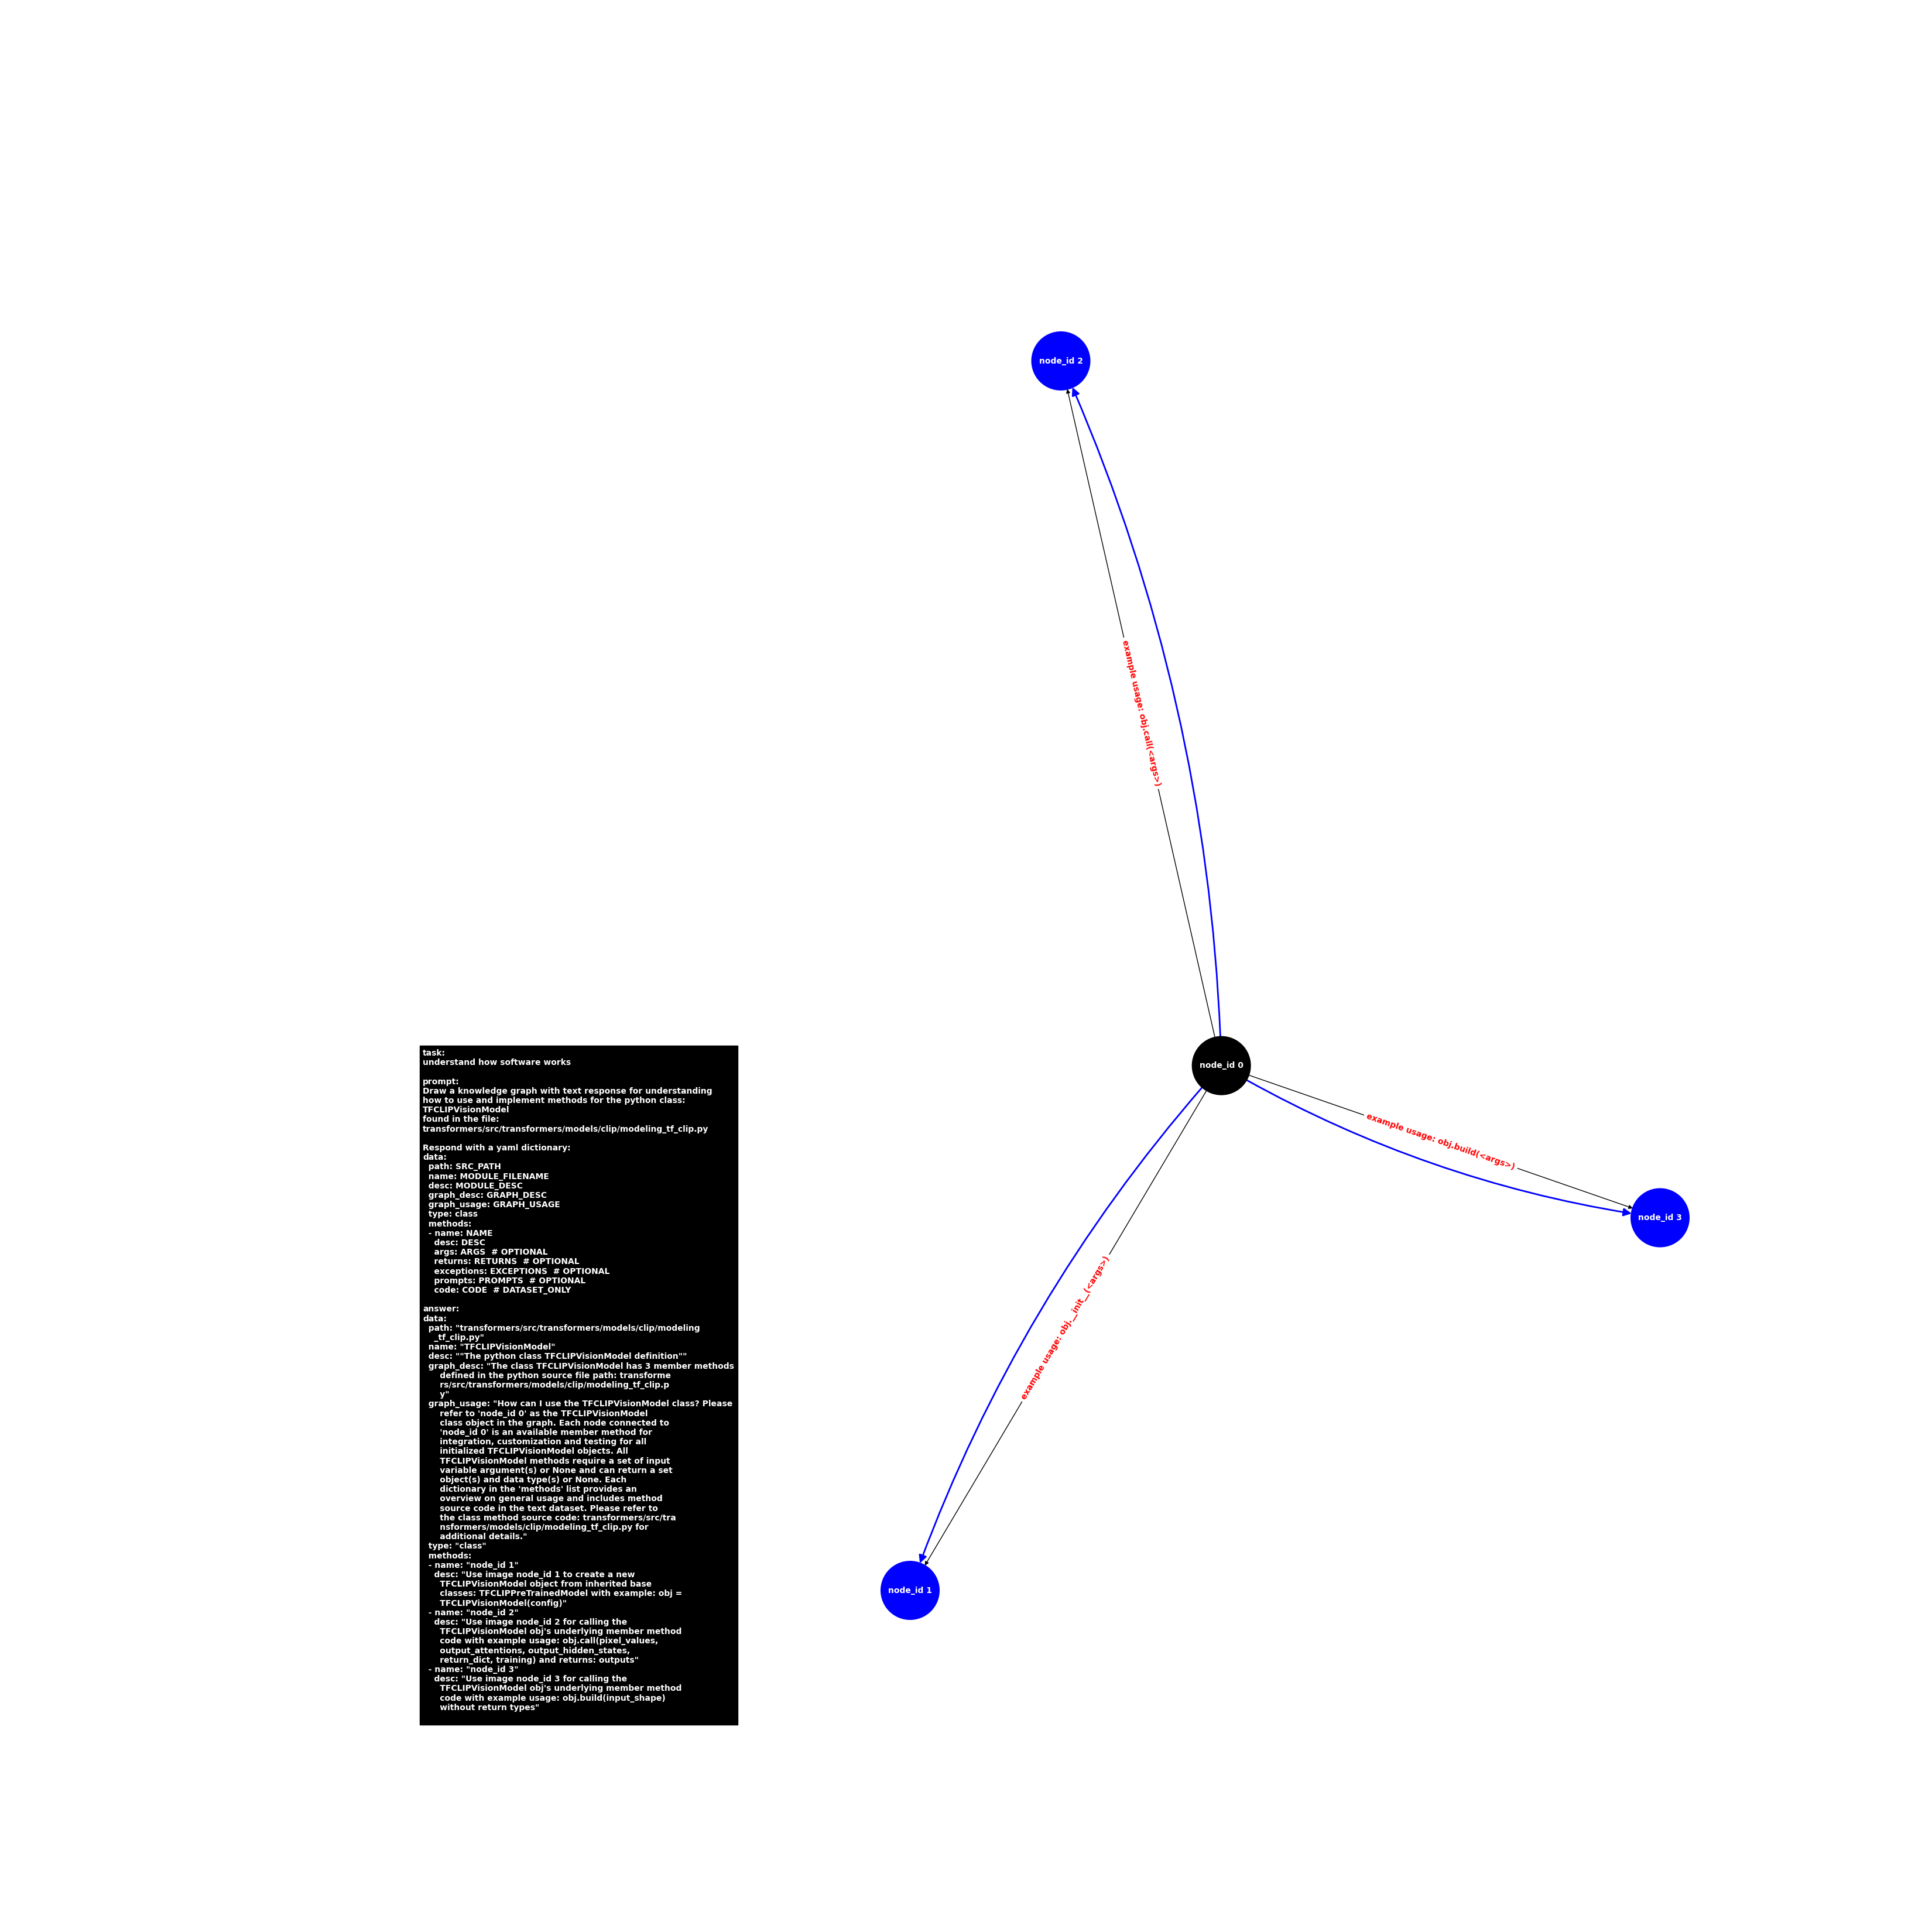 node_id 2
example usage: obj.call(<args>)
node_id 0
example usage: obj.build(<args>)
node_id 3
example usage: obj.__init__(<args>)
node_id 1
task:
understand how software works

prompt:
Draw a knowledge graph with text response for understanding
how to use and implement methods for the python class:
TFCLIPVisionModel
found in the file:
transformers/src/transformers/models/clip/modeling_tf_clip.py

Respond with a yaml dictionary:
data:
  path: SRC_PATH
  name: MODULE_FILENAME
  desc: MODULE_DESC
  graph_desc: GRAPH_DESC
  graph_usage: GRAPH_USAGE
  type: class
  methods:
  - name: NAME
    desc: DESC
    args: ARGS  # OPTIONAL
    returns: RETURNS  # OPTIONAL
    exceptions: EXCEPTIONS  # OPTIONAL
    prompts: PROMPTS  # OPTIONAL
    code: CODE  # DATASET_ONLY

answer:
data:
  path: "transformers/src/transformers/models/clip/modeling
    _tf_clip.py"
  name: "TFCLIPVisionModel"
  desc: ""The python class TFCLIPVisionModel definition""
  graph_desc: "The class TFCLIPVisionModel has 3 member methods
      defined in the python source file path: transforme
      rs/src/transformers/models/clip/modeling_tf_clip.p
      y"
  graph_usage: "How can I use the TFCLIPVisionModel class? Please
      refer to 'node_id 0' as the TFCLIPVisionModel
      class object in the graph. Each node connected to
      'node_id 0' is an available member method for
      integration, customization and testing for all
      initialized TFCLIPVisionModel objects. All
      TFCLIPVisionModel methods require a set of input
      variable argument(s) or None and can return a set
      object(s) and data type(s) or None. Each
      dictionary in the 'methods' list provides an
      overview on general usage and includes method
      source code in the text dataset. Please refer to
      the class method source code: transformers/src/tra
      nsformers/models/clip/modeling_tf_clip.py for
      additional details."
  type: "class"
  methods:
  - name: "node_id 1"
    desc: "Use image node_id 1 to create a new
      TFCLIPVisionModel object from inherited base
      classes: TFCLIPPreTrainedModel with example: obj =
      TFCLIPVisionModel(config)"
  - name: "node_id 2"
    desc: "Use image node_id 2 for calling the
      TFCLIPVisionModel obj's underlying member method
      code with example usage: obj.call(pixel_values,
      output_attentions, output_hidden_states,
      return_dict, training) and returns: outputs"
  - name: "node_id 3"
    desc: "Use image node_id 3 for calling the
      TFCLIPVisionModel obj's underlying member method
      code with example usage: obj.build(input_shape)
      without return types"